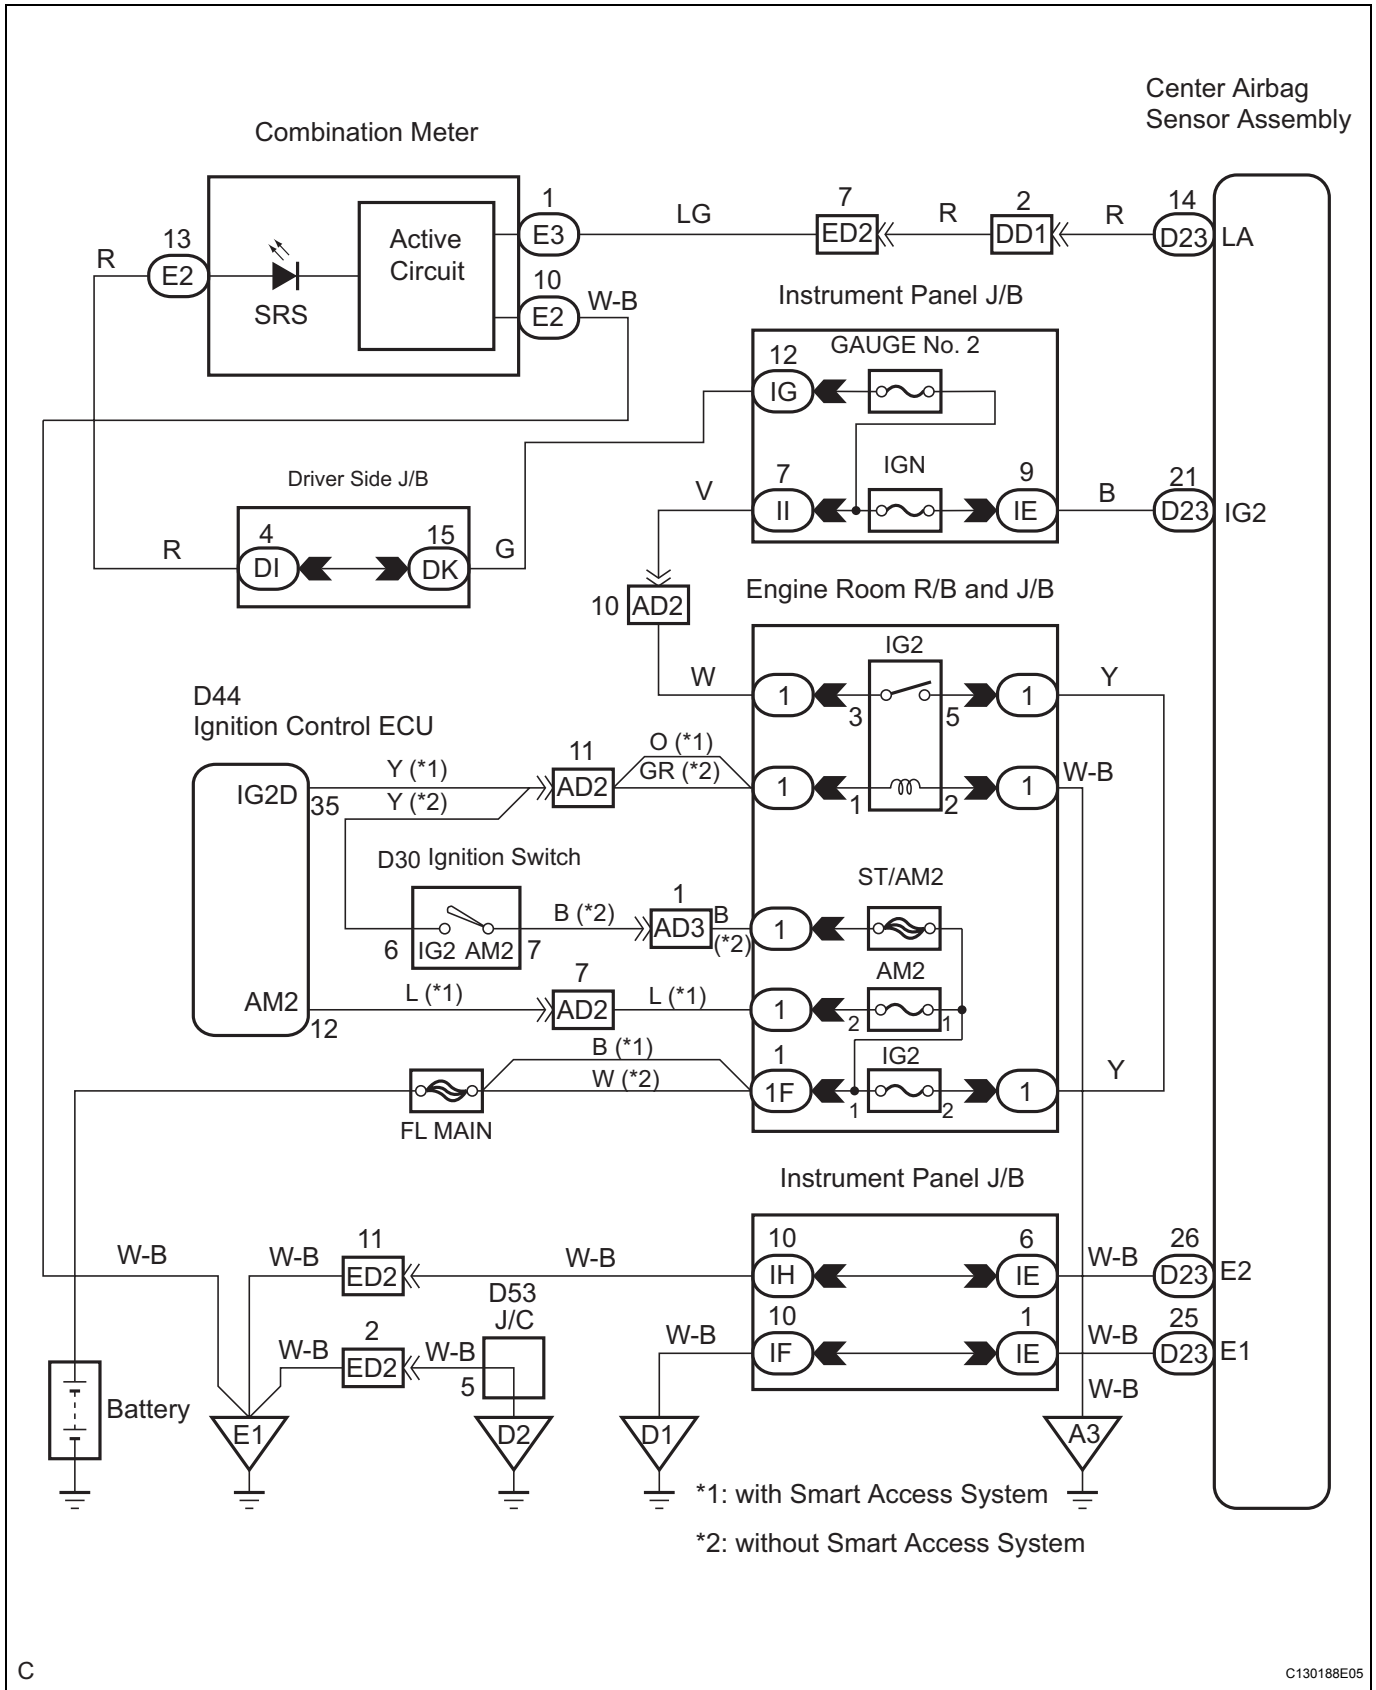 Center Airbag
Sensor Assembly
Combination Meter
1
7
2
14
LG
R
R
E3
ED2
DD1
D23
LA
13
R
E2
Active
Circuit
SRS
10
E2
W-B
Instrument Panel J/B
GAUGE No. 2
12
IG
IGN
7
9
21
V
II
IE
B
D23
IG2
Driver Side J/B
4
15
R
DI
DK
G
10
AD2
Engine Room R/B and J/B
IG2
W
1
1
Y
3
5
D44
Ignition Control ECU
IG2D
35
Y (*1)
Y (*2)
11
AD2
O (*1)
GR (*2)
1
1
W-B
1
2
D30 Ignition Switch
ST/AM2
6
IG2 AM2
7
B (*2)
1
AD3
B
(*2)
1
AM2
12
L (*1)
7
AD2
L (*1)
1
AM2
2
1
B (*1)
W (*2)
1
1F
IG2
1
2
1
Y
FL MAIN
Instrument Panel J/B
W-B
W-B
11
ED2
W-B
10
IH
6
IE
W-B
26
D23
E2
D53
J/C
W-B
2
ED2
W-B
5
W-B
10
IF
1
IE
W-B
25
D23
E1
W-B
Battery
E1
D2
D1
A3
*1: with Smart Access System
*2: without Smart Access System
C
C130188E05